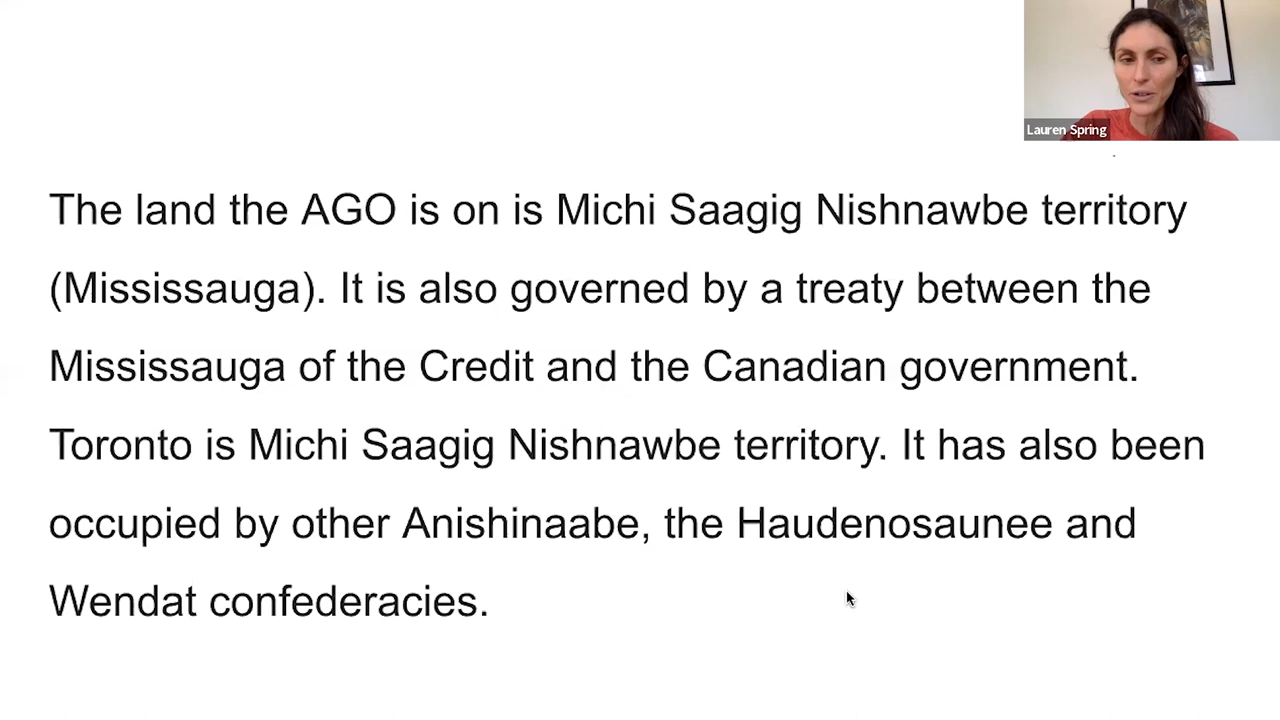 Lauren Spring
The land the AGO is on is Michi Saagig Nishnawbe territory
(Mississauga). It is also governed by a treaty between the
Mississauga of the Credit and the Canadian government.
Toronto is Michi Saagig Nishnawbe territory. It has also been
occupied by other Anishinaabe, the Haudenosaunee and
Wendat confederacies.